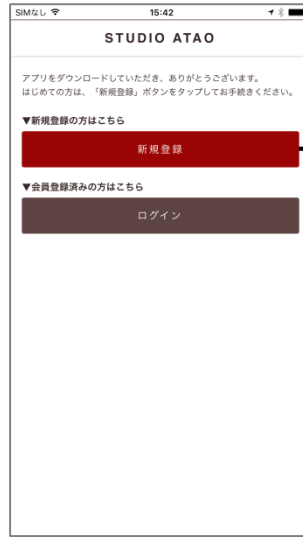 SIMなし 15:42
STUDIO ATAO
アプリをダウンロードしていただき、ありがとうございます。
はじめての方は、「新規登録」ボタンをタップしてお手続きください。
▼新規登録の方はこちら
新規登録
▼会員登録済みの方はこちら
ログイン